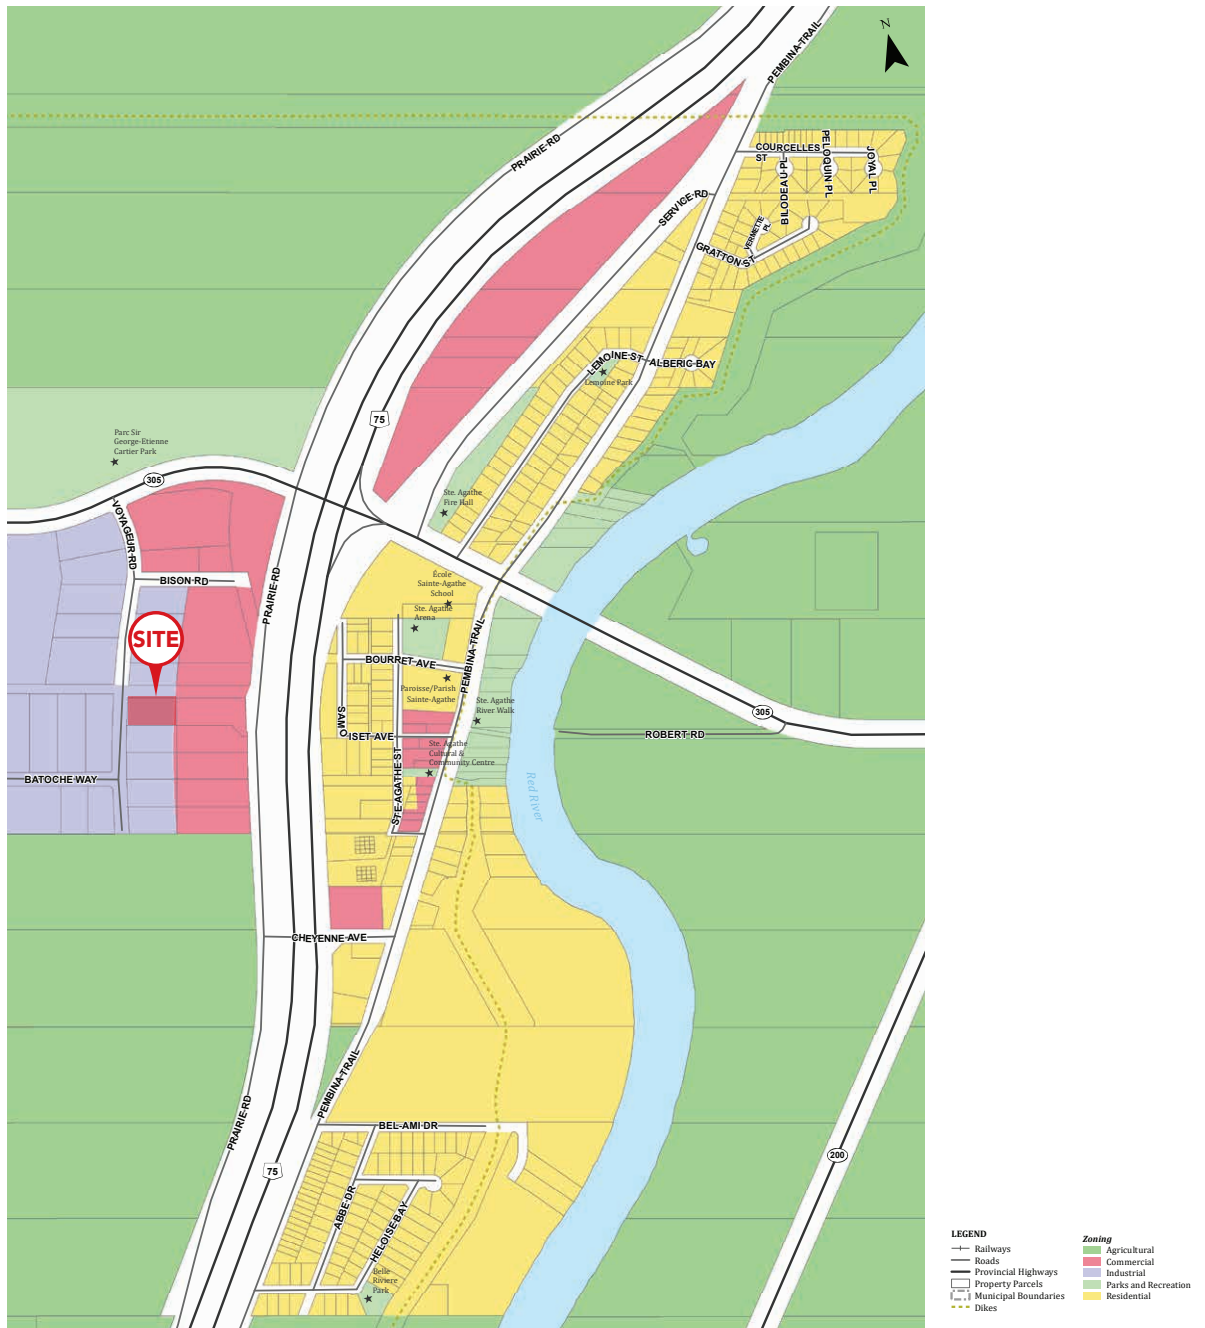 N
PEMBINA TRAIL
PRAIRIE RD
COURCELLES
ST
PELOQUIN PL
JOYAL PL
BILODEAU PL
SERVICE RD
VERMETTE
PL
GRATTON ST
LEMOINE ST
ALBERIC BAY
Lemoine Park
75
Parc Sir
George-Etienne
Cartier Park
305
VOYAGEUR RD
Ste. Agathe
Fire Hall
BISON RD
PRAIRIE RD
École
Sainte-Agathe
School
Ste. Agathe
Arena
SITE
BOURRET AVE
PEMBINA TRAIL
Paroisse/Parish
Sainte-Agathe
Ste. Agathe
River Walk
SAMO
ISET AVE
305
ROBERT RD
Ste. Agathe
Cultural &
Community Centre
STE AGATHE ST
BATOCHE WAY
Red River
CHEYENNE AVE
PEMBINA TRAIL
PRAIRIE RD
BEL AMI DR
75
200
ABBE DR
HELOISE BAY
Belle
Riviere
Park
LEGEND
Railways
Roads
Provincial Highways
Property Parcels
Municipal Boundaries
Dikes
Zoning
Agricultural
Commercial
Industrial
Parks and Recreation
Residential